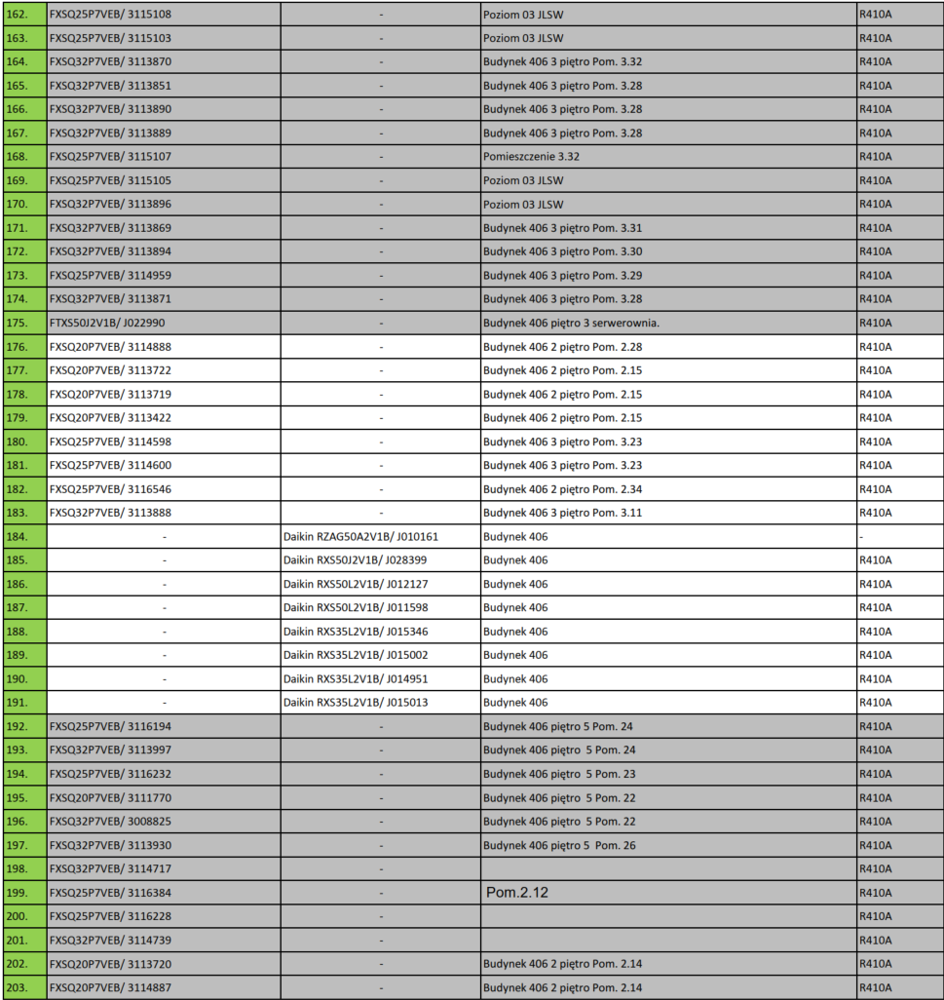 162. FXSQ25P7VEB/ 3115108 - Poziom 03 JLSW R410A
163. FXSQ25P7VEB/ 3115103 - Poziom 03 JLSW R410A
164. FXSQ32P7VEB/ 3113870 - Budynek 406 3 piętro Pom. 3.32 R410A
165. FXSQ32P7VEB/ 3113851 - Budynek 406 3 piętro Pom. 3.28 R410A
166. FXSQ32P7VEB/ 3113890 - Budynek 406 3 piętro Pom. 3.28 R410A
167. FXSQ32P7VEB/ 3113889 - Budynek 406 3 piętro Pom. 3.28 R410A
168. FXSQ25P7VEB/ 3115107 - Pomieszczenie 3.32 R410A
169. FXSQ25P7VEB/ 3115105 - Poziom 03 JLSW R410A
170. FXSQ32P7VEB/ 3113896 - Poziom 03 JLSW R410A
171. FXSQ32P7VEB/ 3113869 - Budynek 406 3 piętro Pom. 3.31 R410A
172. FXSQ32P7VEB/ 3113894 - Budynek 406 3 piętro Pom. 3.30 R410A
173. FXSQ25P7VEB/ 3114959 - Budynek 406 3 piętro Pom. 3.29 R410A
174. FXSQ32P7VEB/ 3113871 - Budynek 406 3 piętro Pom. 3.28 R410A
175. FTXS50J2V1B/ J022990 - Budynek 406 piętro 3 serwerownia. R410A
176. FXSQ20P7VEB/ 3114888 - Budynek 406 2 piętro Pom. 2.28 R410A
177. FXSQ20P7VEB/ 3113722 - Budynek 406 2 piętro Pom. 2.15 R410A
178. FXSQ20P7VEB/ 3113719 - Budynek 406 2 piętro Pom. 2.15 R410A
179. FXSQ20P7VEB/ 3113422 - Budynek 406 2 piętro Pom. 2.15 R410A
180. FXSQ25P7VEB/ 3114598 - Budynek 406 3 piętro Pom. 3.23 R410A
181. FXSQ25P7VEB/ 3114600 - Budynek 406 3 piętro Pom. 3.23 R410A
182. FXSQ25P7VEB/ 3116546 - Budynek 406 2 piętro Pom. 2.34 R410A
183. FXSQ32P7VEB/ 3113888 - Budynek 406 3 piętro Pom. 3.11 R410A
184. - Daikin RZAG50A2V1B/ J010161 Budynek 406 -
185. - Daikin RXS50J2V1B/ J028399 Budynek 406 R410A
186. - Daikin RXS50L2V1B/ J012127 Budynek 406 R410A
187. - Daikin RXS50L2V1B/ J011598 Budynek 406 R410A
188. - Daikin RXS35L2V1B/ J015346 Budynek 406 R410A
189. - Daikin RXS35L2V1B/ J015002 Budynek 406 R410A
190. - Daikin RXS35L2V1B/ J014951 Budynek 406 R410A
191. - Daikin RXS35L2V1B/ J015013 Budynek 406 R410A
192. FXSQ25P7VEB/ 3116194 - Budynek 406 piętro 5 Pom. 24 R410A
193. FXSQ32P7VEB/ 3113997 - Budynek 406 piętro 5 Pom. 24 R410A
194. FXSQ25P7VEB/ 3116232 - Budynek 406 piętro 5 Pom. 23 R410A
195. FXSQ20P7VEB/ 3111770 - Budynek 406 piętro 5 Pom. 22 R410A
196. FXSQ32P7VEB/ 3008825 - Budynek 406 piętro 5 Pom. 22 R410A
197. FXSQ32P7VEB/ 3113930 - Budynek 406 piętro 5 Pom. 26 R410A
198. FXSQ32P7VEB/ 3114717 - R410A
199. FXSQ25P7VEB/ 3116384 - Pom.2.12 R410A
200. FXSQ25P7VEB/ 3116228 - R410A
201. FXSQ32P7VEB/ 3114739 - R410A
202. FXSQ20P7VEB/ 3113720 - Budynek 406 2 piętro Pom. 2.14 R410A
203. FXSQ20P7VEB/ 3114887 - Budynek 406 2 piętro Pom. 2.14 R410A